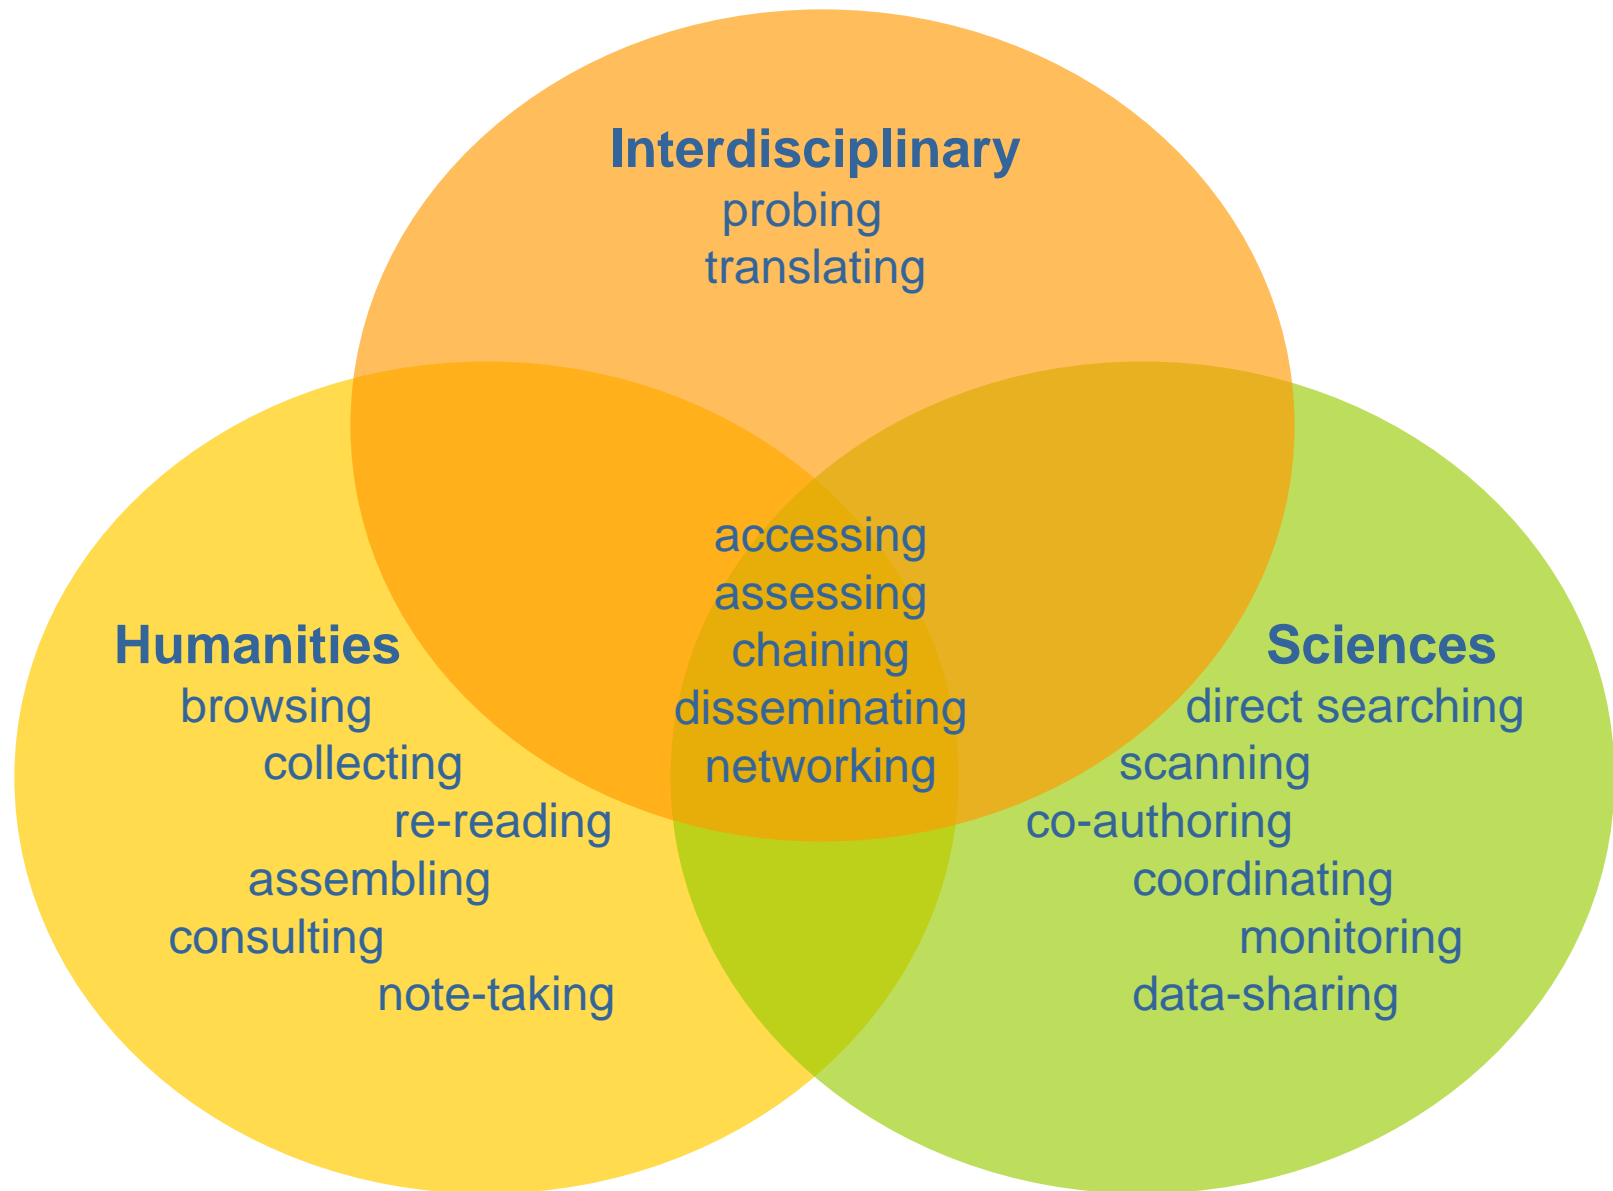 Interdisciplinary
probing
translating
accessing
assessing
chaining
disseminating
networking
Humanities
browsing
collecting
re-reading
assembling
consulting
note-taking
Sciences
direct searching
scanning
co-authoring
coordinating
monitoring
data-sharing